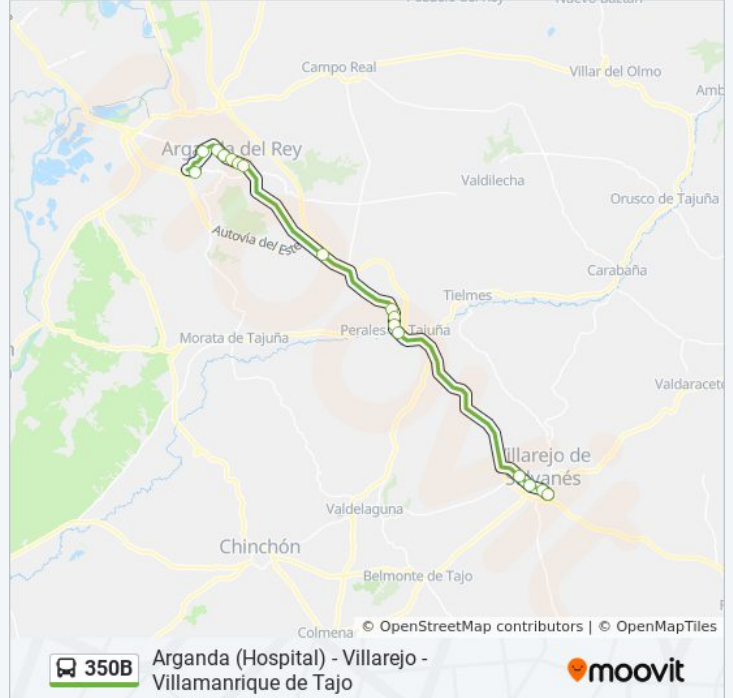 Campo Real
Villar del Olmo
Arganda del Rey
Valdilecha
Orusco de Tajuña
Autovía del Este
Carabaña
Tielmes
Morata de Tajuña
Perales Tajuña
Villarejo de
Salvanés
Valdelaguna
Chinchón
Belmonte de Tajo
Colmena
© OpenStreetMap contributors | © OpenMapTiles
350B
Arganda (Hospital) - Villarejo -
Villamanrique de Tajo
moovit